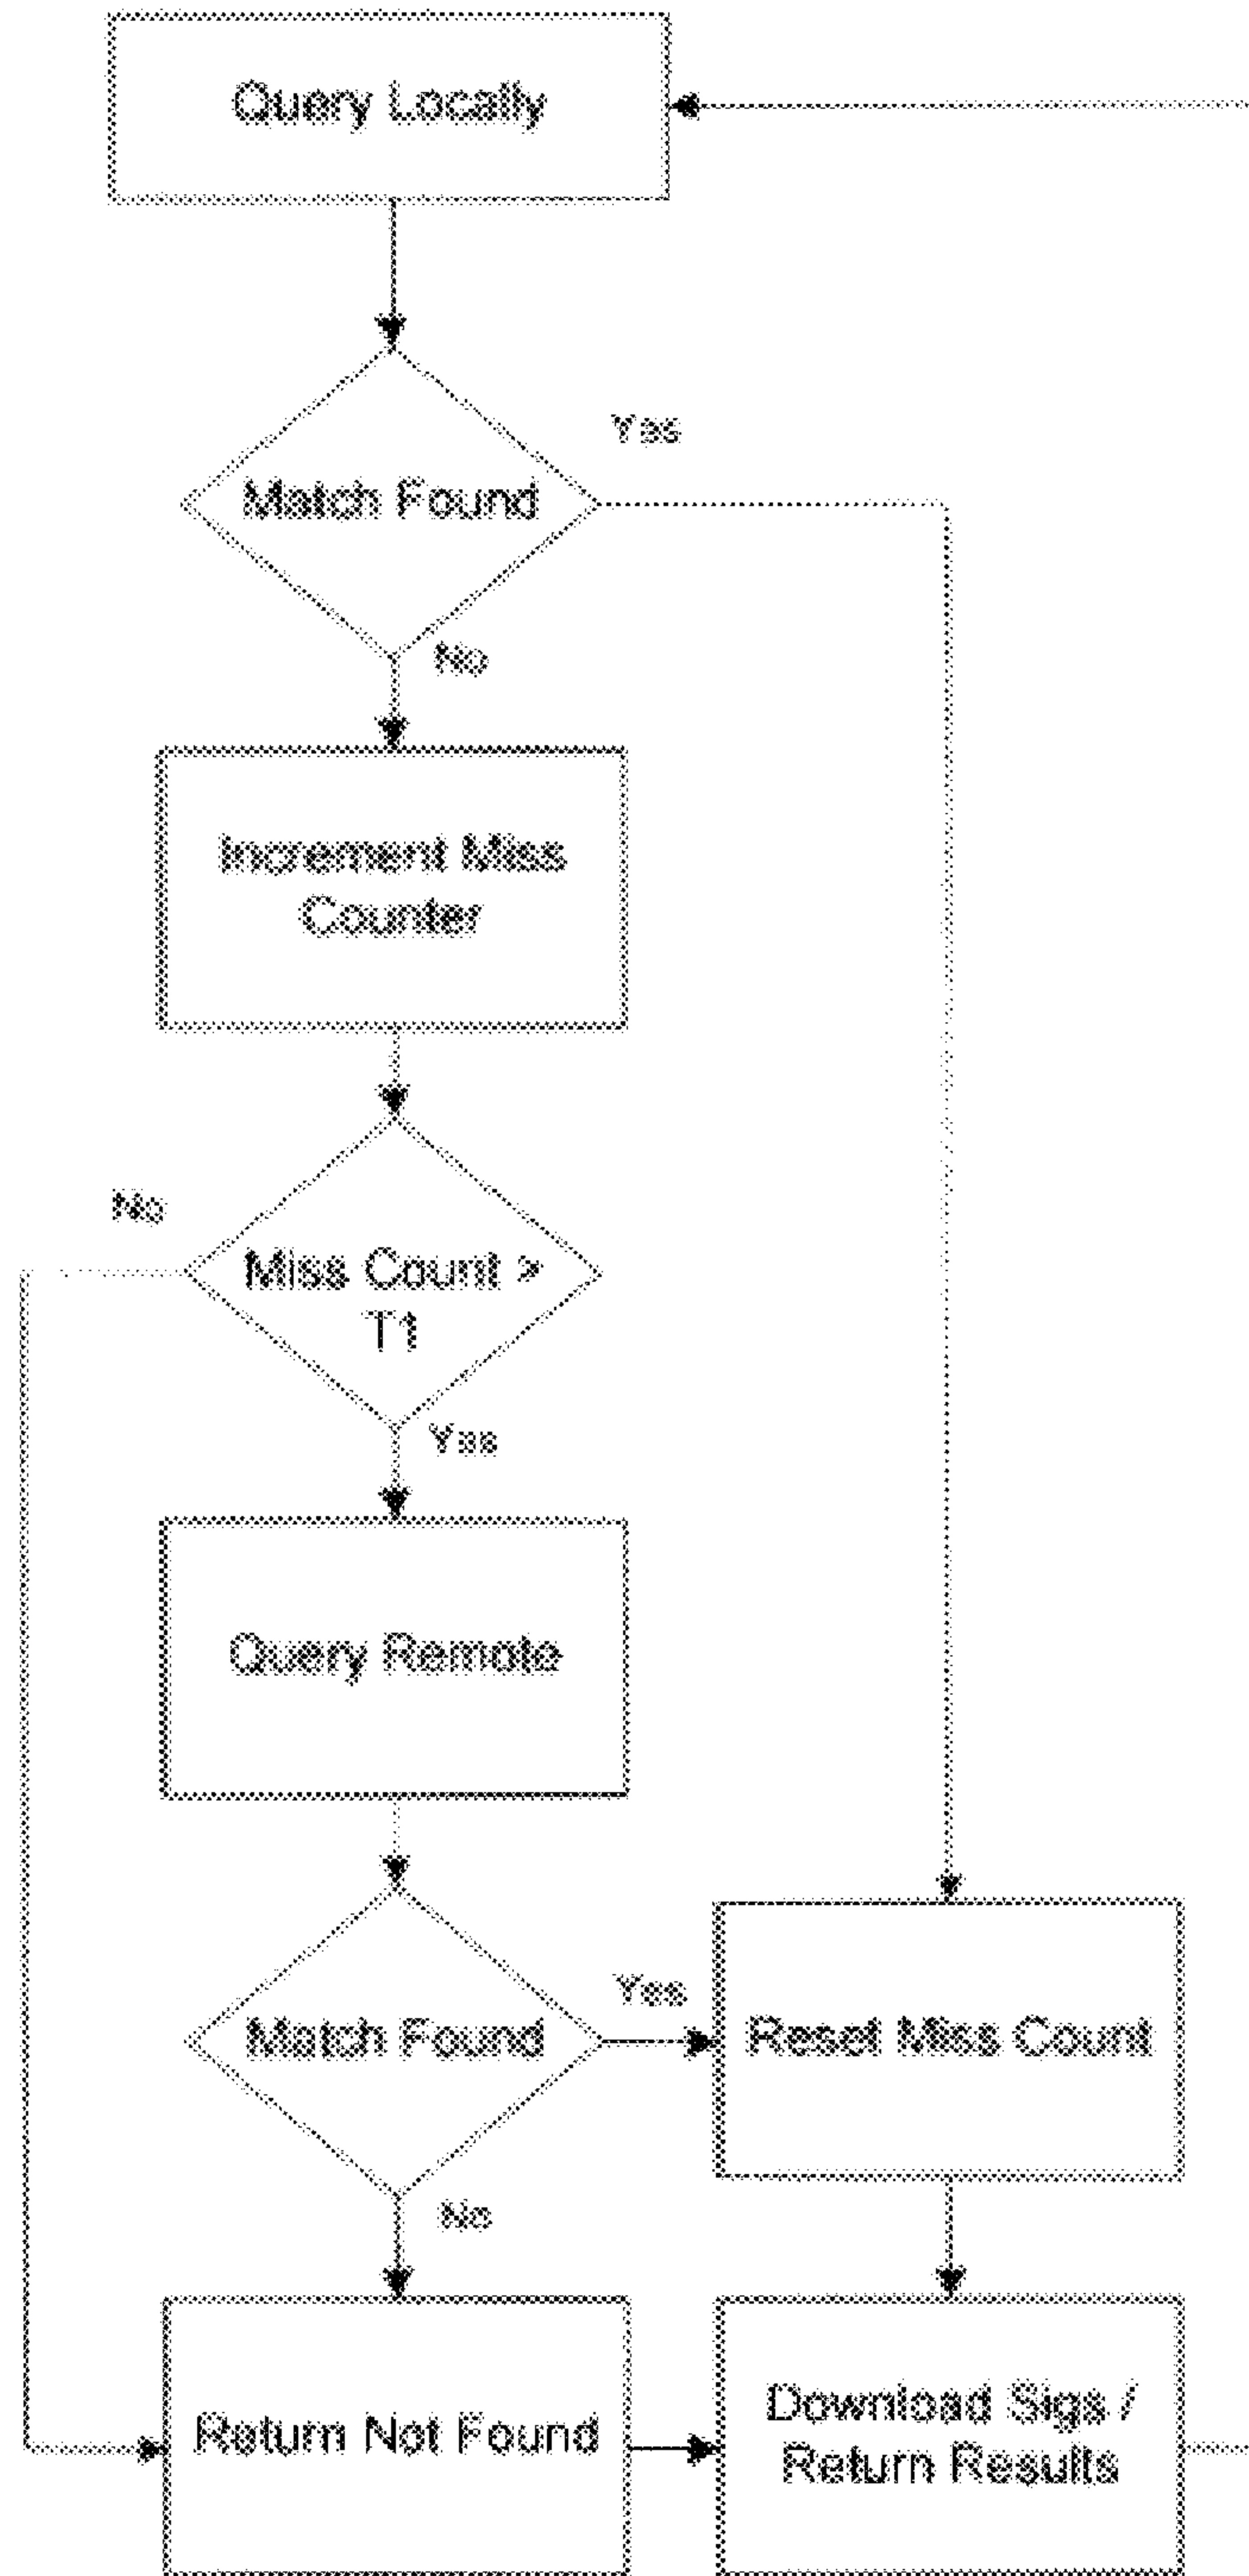 Query Locally
Yes
Match Found
No
Increment Miss
Counter
No
Miss Count >
T1
Yes
Query Remote
Yes
Match Found
Reset Miss Count
No
Return Not Found
Download Sigs /
Return Results